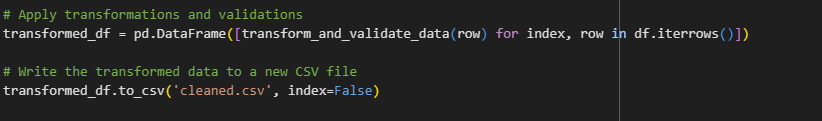 # Apply transformations and validations
transformed_df = pd.DataFrame([transform_and_validate_data(row) for index, row in df.iterrows()])
# Write the transformed data to a new CSV file
transformed_df.to_csv('cleaned.csv', index=False)